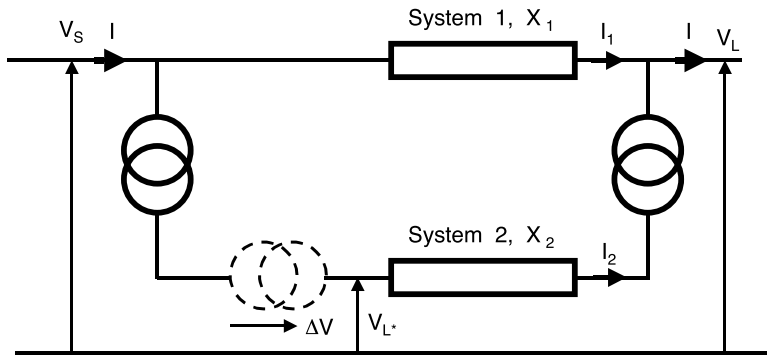 V_S I System 1, X_1 I_1 I V_L
System 2, X_2 I_2
ΔV V_L*